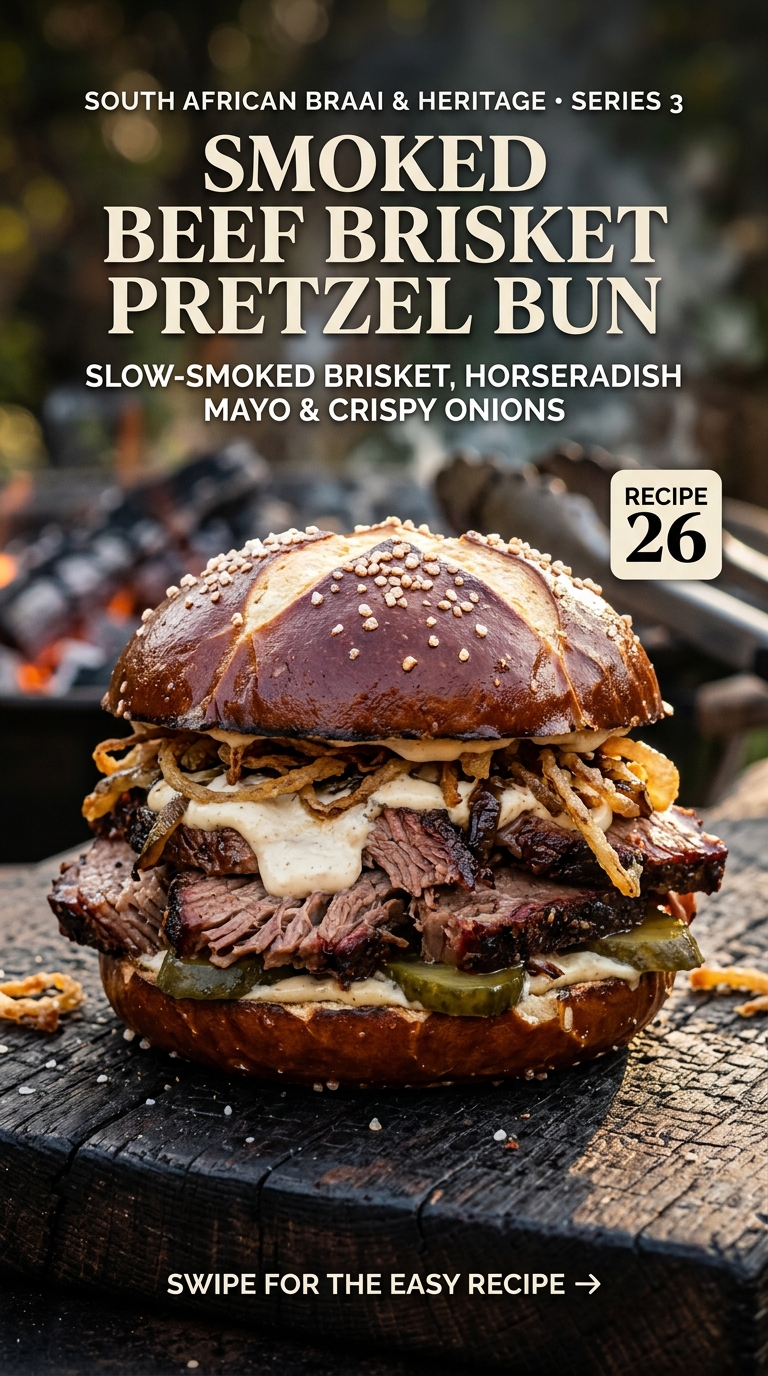 SOUTH AFRICAN BRAAI & HERITAGE • SERIES 3
SMOKED
BEEF BRISKET
PRETZEL BUN
SLOW-SMOKED BRISKET, HORSERADISH
MAYO & CRISPY ONIONS
RECIPE
26
SWIPE FOR THE EASY RECIPE →